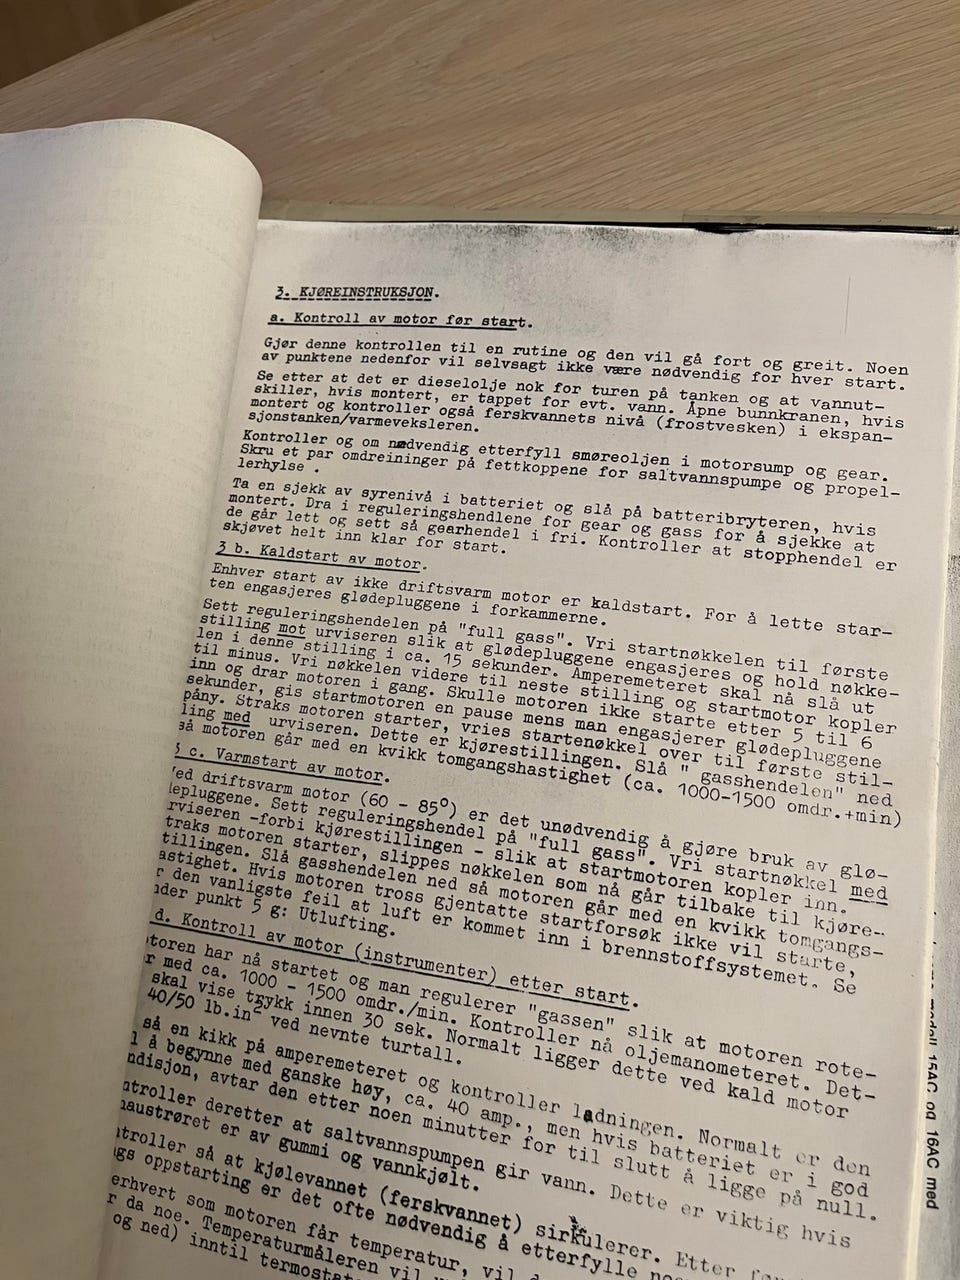 3. KJØREINSTRUKSJON.
a. Kontroll av motor før start.
Gjør denne kontrollen til en rutine og den vil gå fort og greit. Noen
av punktene nedenfor vil selvsagt ikke være nødvendig for hver start.
Se etter at det er dieselolje nok for turen på tanken og at vannut-
skiller, hvis montert, er tappet for evt. vann. Åpne bunnkranen, hvis
montert og kontroller også ferskvannets nivå (frostvesken) i ekspan-
sjonstanken/varmeveksleren.
Kontroller og om nødvendig etterfyll smøreoljen i motorsump og gear.
Skru et par omdreininger på fettkoppene for saltvannspumpe og propel-
lerhylse .
Ta en sjekk av syrenivå i batteriet og slå på batteribryteren, hvis
montert. Dra i reguleringshendlene for gear og gass for å sjekke at
de går lett og sett så gearhendel i fri. Kontroller at stopphendel er
skjøvet helt inn klar for start.
3 b. Kaldstart av motor.
Enhver start av ikke driftsvarm motor er kaldstart. For å lette star-
ten engasjeres glødepluggene i forkammerne.
Sett reguleringshendelen på "full gass". Vri startnøkkelen til første
stilling mot urviseren slik at glødepluggene engasjeres og hold nøkke-
len i denne stilling i ca. 15 sekunder. Amperemeteret skal nå slå ut
til minus. Vri nøkkelen videre til neste stilling og startmotor kopler
inn og drar motoren i gang. Skulle motoren ikke starte etter 5 til 6
sekunder, gis startmotoren en pause mens man engasjerer glødepluggene
påny. Straks motoren starter, vries startenøkkel over til første stil-
ling med urviseren. Dette er kjørestillingen. Slå " gasshendelen" ned
så motoren går med en kvikk tomgangshastighet (ca. 1000-1500 omdr.+min)
3 c. Varmstart av motor.
Ved driftsvarm motor (60 - 85°) er det unødvendig å gjøre bruk av glø-
depluggene. Sett reguleringshendel på "full gass". Vri startnøkkel med
urviseren -forbi kjørestillingen - slik at startmotoren kopler inn.
traks motoren starter, slippes nøkkelen som nå går tilbake til kjøre-
tillingen. Slå gasshendelen ned så motoren går med en kvikk tomgangs-
astighet. Hvis motoren tross gjentatte startforsøk ikke vil starte,
r den vanligste feil at luft er kommet inn i brennstoffsystemet. Se
nder punkt 5 g: Utlufting.
d. Kontroll av motor (instrumenter) etter start.
toren har nå startet og man regulerer "gassen" slik at motoren rote-
r med ca. 1000 - 1500 omdr./min. Kontroller nå oljemanometeret. Det-
skal vise trykk innen 30 sek. Normalt ligger dette ved kald motor
40/50 lb.in² ved nevnte turtall.
så en kikk på amperemeteret og kontroller ladningen. Normalt er den
l å begynne med ganske høy, ca. 40 amp., men hvis batteriet er i god
ndisjon, avtar den etter noen minutter for til slutt å ligge på null.
ntroller deretter at saltvannspumpen gir vann. Dette er viktig hvis
haustrøret er av gummi og vannkjølt.
ntroller så at kjølevannet (ferskvannet) sirkulerer. Etter
gs oppstarting er det ofte nødvendig å etterfylle
erhvert som motoren får temperatur, vil
r da noe. Temperaturmåleren vil
og ned) inntil
modell 15AC og 16AC med